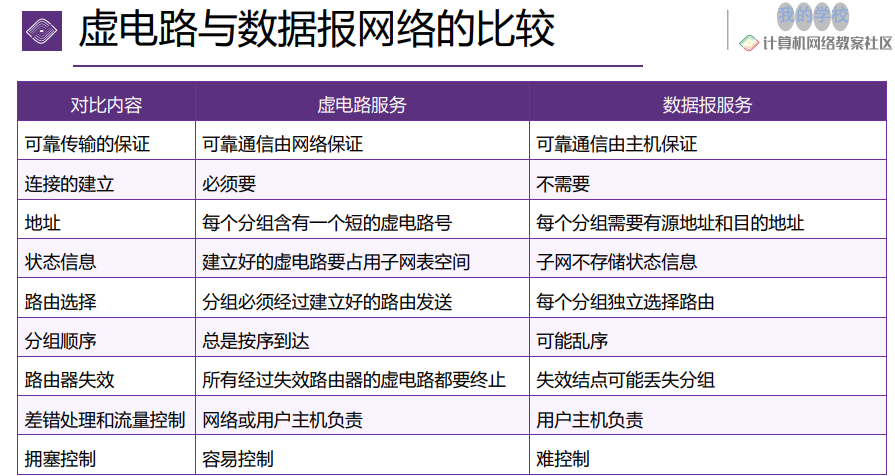 虚电路与数据报网络的比较
我的学校
计算机网络教案社区
对比内容 虚电路服务 数据报服务
可靠传输的保证 可靠通信由网络保证 可靠通信由主机保证
连接的建立 必须要 不需要
地址 每个分组含有一个短的虚电路号 每个分组需要有源地址和目的地址
状态信息 建立好的虚电路要占用子网表空间 子网不存储状态信息
路由选择 分组必须经过建立好的路由发送 每个分组独立选择路由
分组顺序 总是按序到达 可能乱序
路由器失效 所有经过失效路由器的虚电路都要终止 失效结点可能丢失分组
差错处理和流量控制 网络或用户主机负责 用户主机负责
拥塞控制 容易控制 难控制